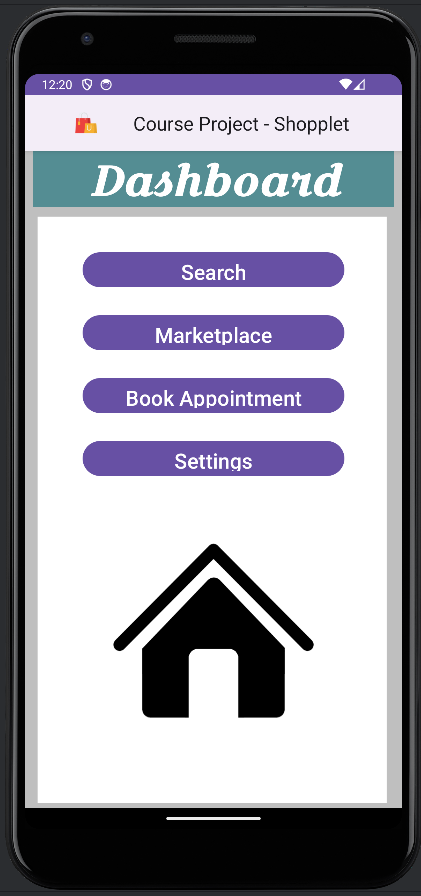 12:20
Course Project - Shopplet
Dashboard
Search
Marketplace
Book Appointment
Settings